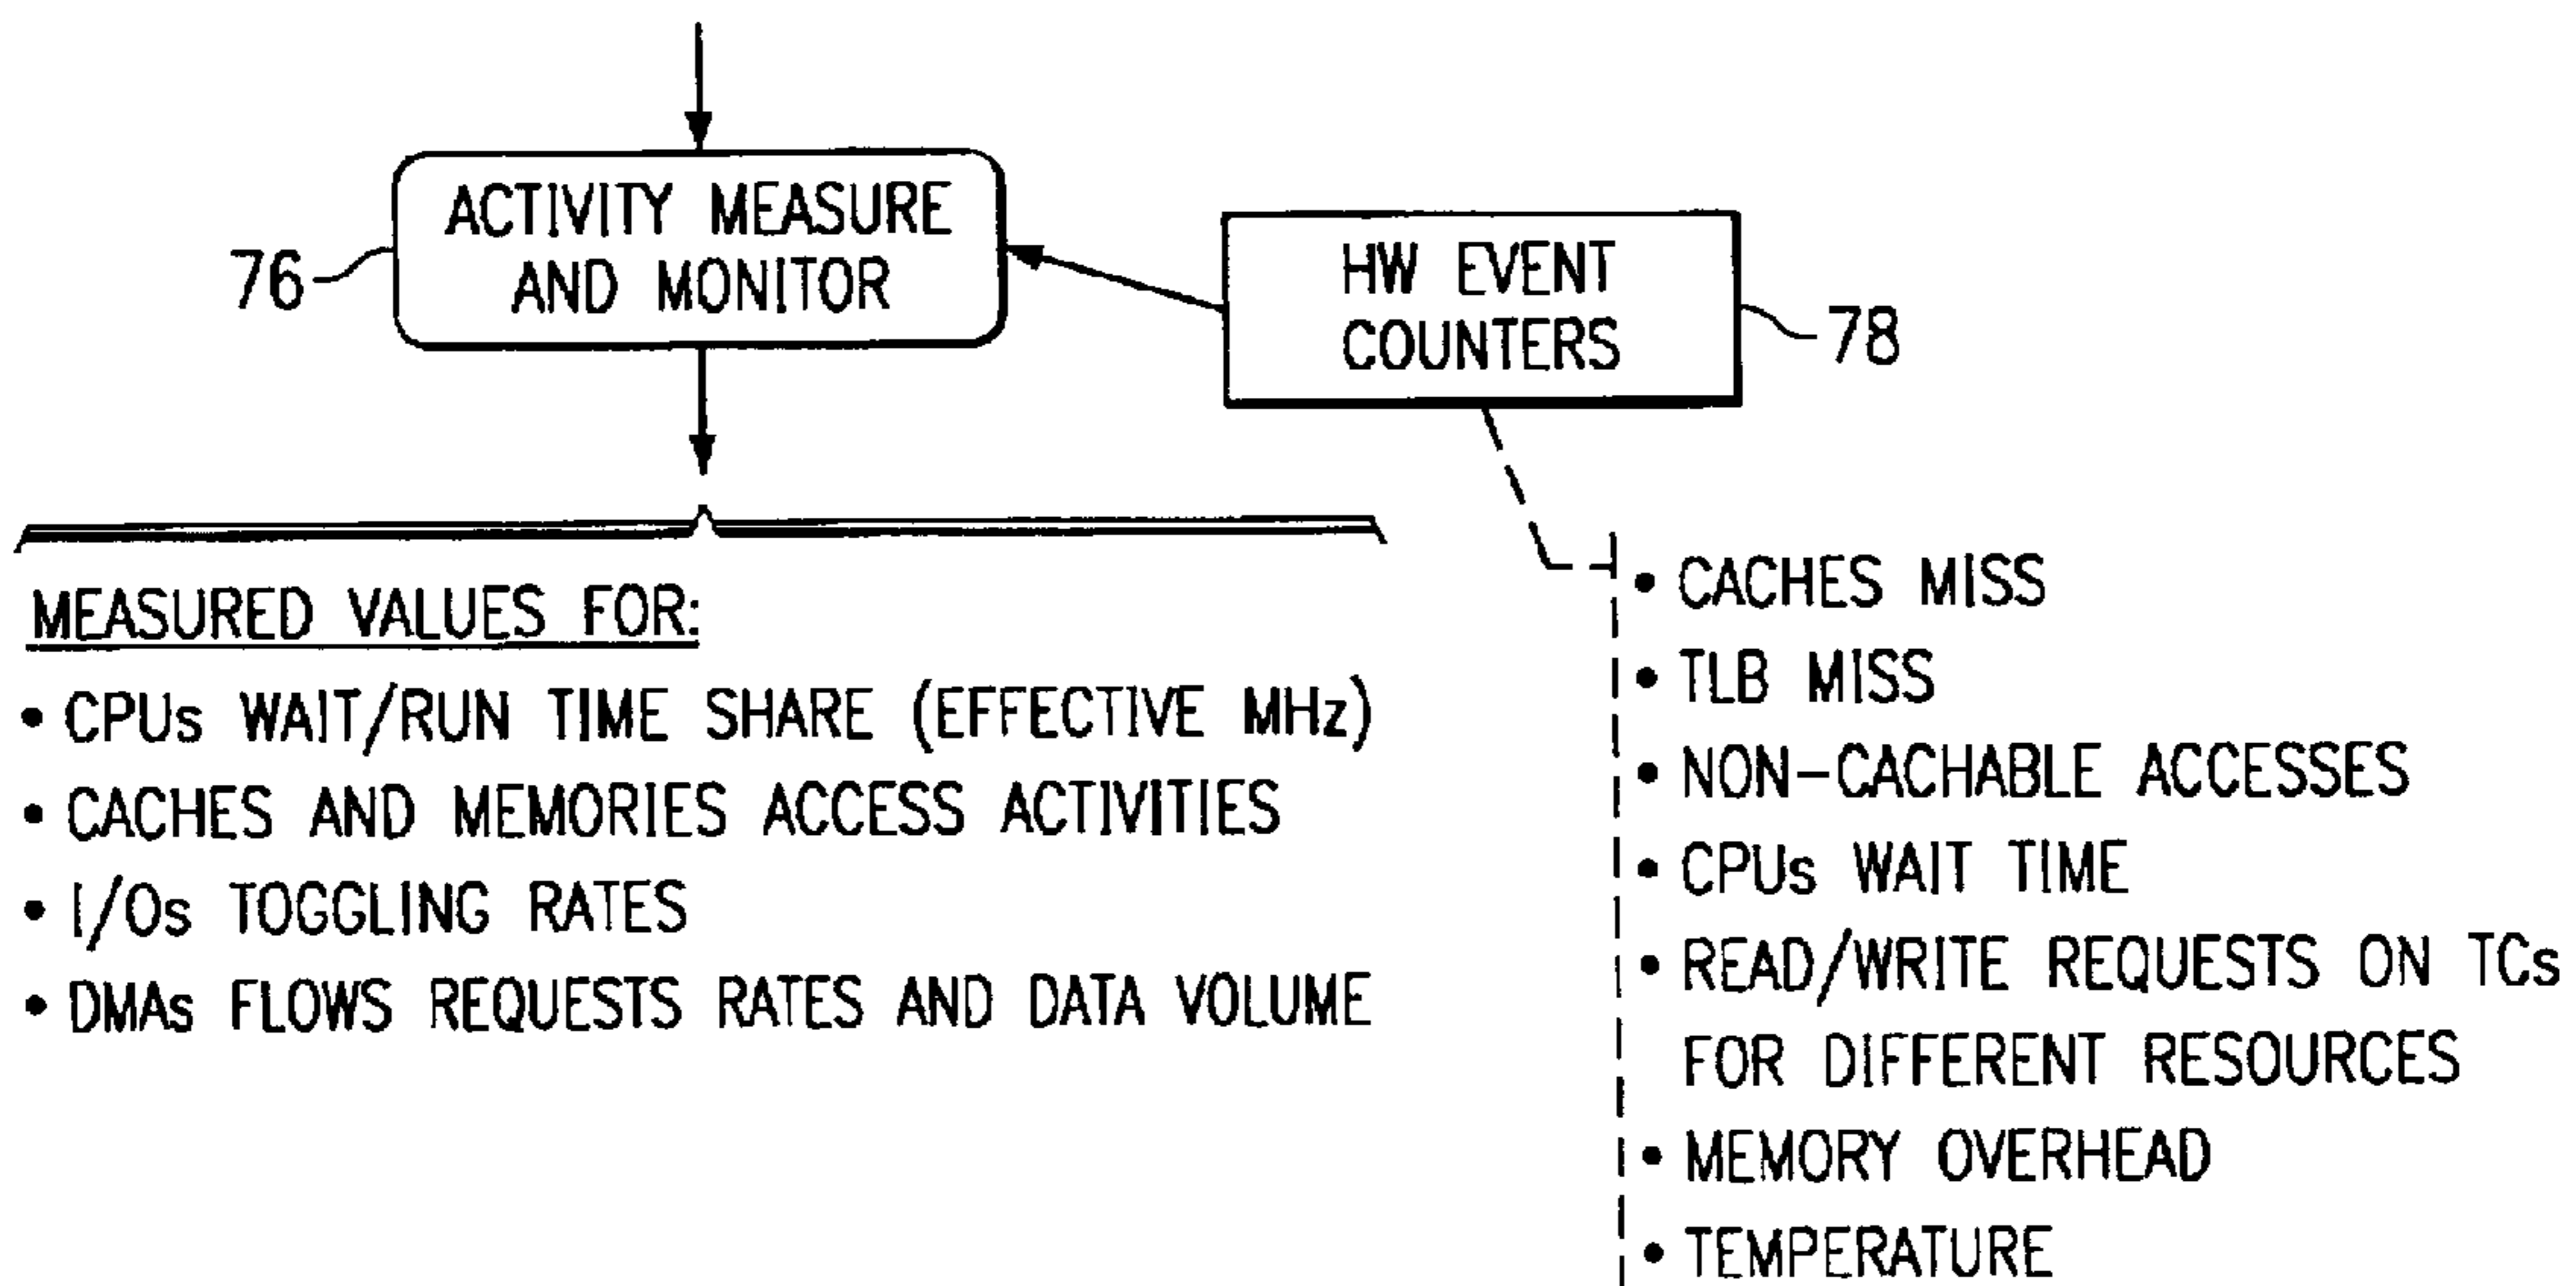 ACTIVITY MEASURE
AND MONITOR
76
HW EVENT
COUNTERS
78
MEASURED VALUES FOR:
• CPUs WAIT/RUN TIME SHARE (EFFECTIVE MHz)
• CACHES AND MEMORIES ACCESS ACTIVITIES
• I/Os TOGGLING RATES
• DMAs FLOWS REQUESTS RATES AND DATA VOLUME
• CACHES MISS
• TLB MISS
• NON-CACHABLE ACCESSES
• CPUs WAIT TIME
• READ/WRITE REQUESTS ON TCs
FOR DIFFERENT RESOURCES
• MEMORY OVERHEAD
• TEMPERATURE